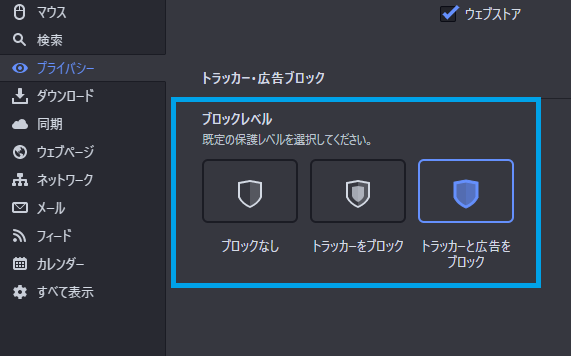 マウス
検索
プライバシー
ダウンロード
同期
ウェブページ
ネットワーク
メール
フィード
カレンダー
すべて表示
ウェブストア
トラッカー・広告ブロック
ブロックレベル
既定の保護レベルを選択してください。
ブロックなし
トラッカーをブロック
トラッカーと広告を
ブロック